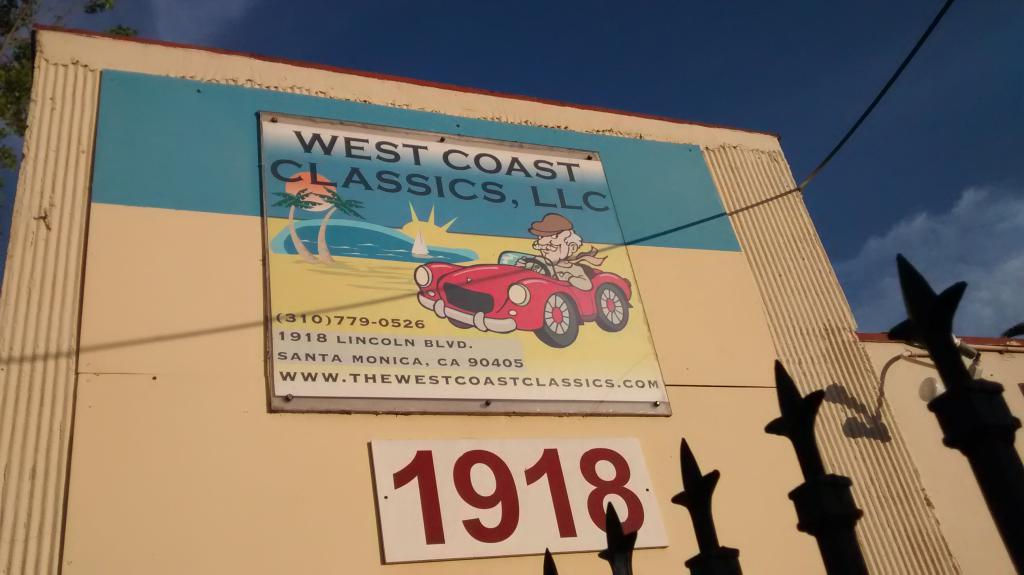 WEST COAST
CLASSICS, LLC
(310)779-0526
1918 LINCOLN BLVD.
SANTA MONICA, CA 90405
WWW.THEWESTCOASTCLASSICS.COM
1918